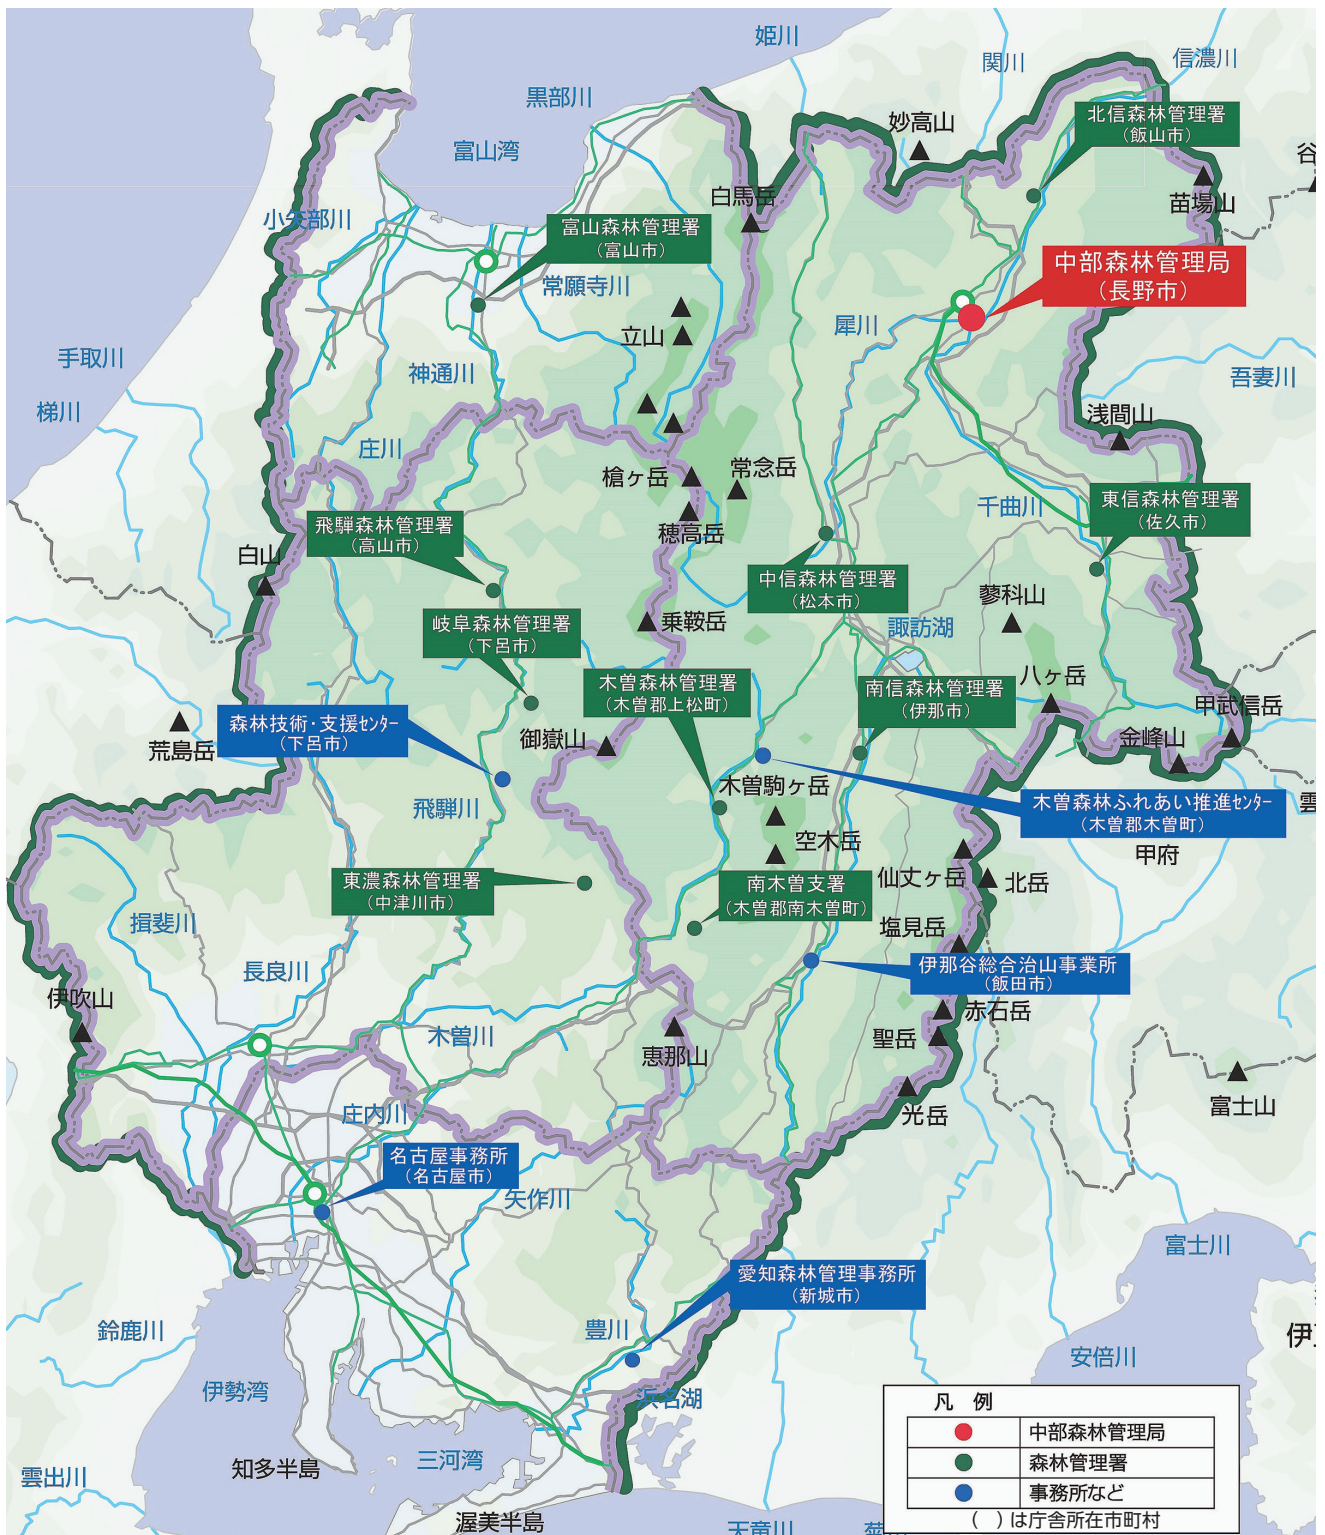 姫川
関川
信濃川
黒部川
北信森林管理署
(飯山市)
妙高山
富山湾
谷
白馬岳
苗場山
小矢部川
富山森林管理署
(富山市)
中部森林管理局
(長野市)
常願寺川
立山
犀川
手取川
神通川
吾妻川
梯川
浅間山
庄川
槍ヶ岳
常念岳
千曲川
東信森林管理署
(佐久市)
飛騨森林管理署
(高山市)
穂高岳
白山
中信森林管理署
(松本市)
蓼科山
岐阜森林管理署
(下呂市)
乗鞍岳
諏訪湖
木曽森林管理署
(木曽郡上松町)
南信森林管理署
(伊那市)
八ヶ岳
甲武信岳
森林技術・支援センター
(下呂市)
荒島岳
御嶽山
金峰山
木曽駒ヶ岳
木曽森林ふれあい推進センター
(木曽郡木曽町)
雲
飛騨川
空木岳
甲府
東濃森林管理署
(中津川市)
南木曽支署
(木曽郡南木曽町)
仙丈ヶ岳
北岳
揖斐川
塩見岳
長良川
伊那谷総合治山事業所
(飯田市)
伊吹山
赤石岳
木曽川
恵那山
聖岳
庄内川
光岳
富士山
名古屋事務所
(名古屋市)
矢作川
富士川
愛知森林管理事務所
(新城市)
鈴鹿川
豊川
伊
安倍川
伊勢湾
浜名湖
凡 例
中部森林管理局
森林管理署
事務所など
( )は庁舎所在市町村
三河湾
知多半島
雲出川
渥美半島
天竜川
菊